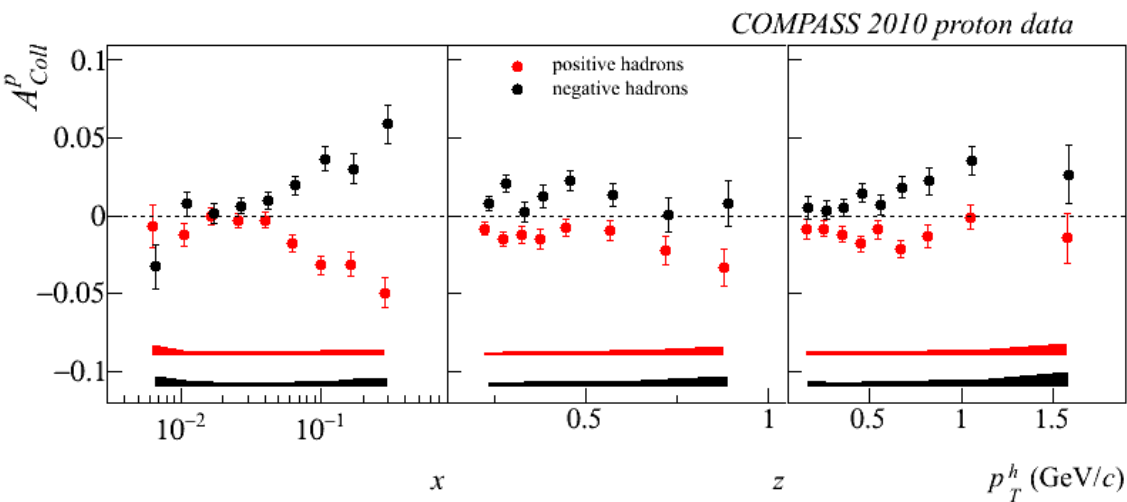 COMPASS 2010 proton data
A^p_Coll
0.1
0.05
0
−0.05
−0.1
positive hadrons
negative hadrons
10^−2
10^−1
0.5
1
0.5
1
1.5
x
z
p_T^h (GeV/c)